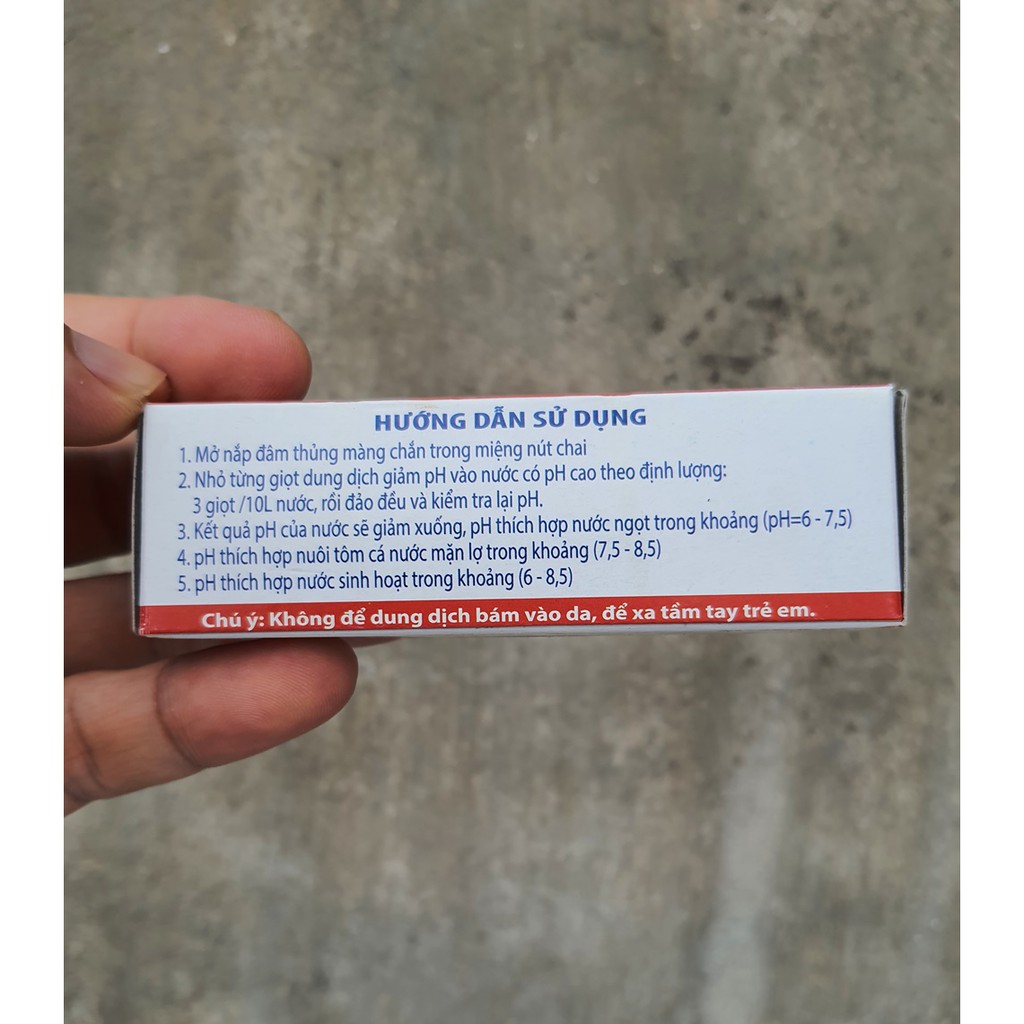 HƯỚNG DẪN SỬ DỤNG
1. Mở nắp đâm thủng màng chắn trong miệng nút chai
2. Nhỏ từng giọt dung dịch giảm pH vào nước có pH cao theo định lượng:
3 giọt /10L nước, rồi đảo đều và kiểm tra lại pH.
3. Kết quả pH của nước sẽ giảm xuống, pH thích hợp nước ngọt trong khoảng (pH=6 - 7,5)
4. pH thích hợp nuôi tôm cá nước mặn lợ trong khoảng (7,5 - 8,5)
5. pH thích hợp nước sinh hoạt trong khoảng (6 - 8,5)
Chú ý: Không để dung dịch bám vào da, để xa tầm tay trẻ em.